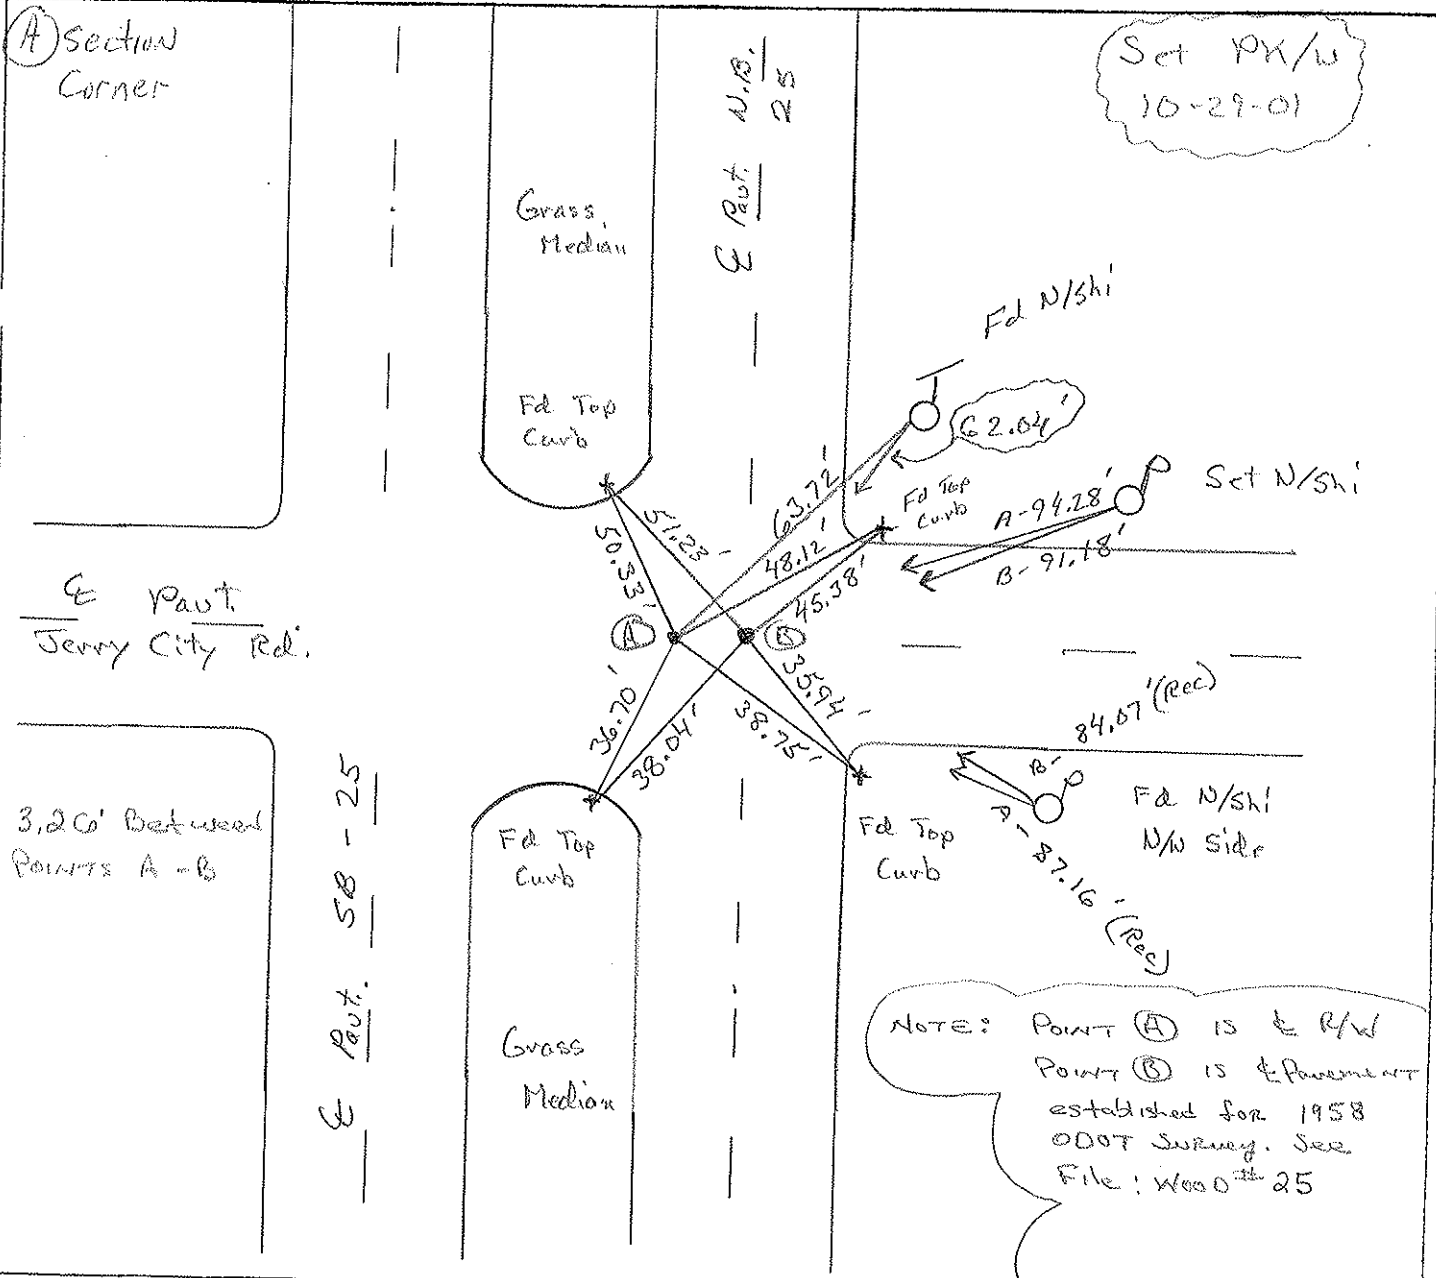 (A) Section
Corner
Set PK/W
10-29-01
℄ Pavt. N.B.
25
Grass
Median
Fd N/Shi
Fd Top
Curb
62.04'
63.72'
Fd Top
Curb
Set N/Shi
A-94.28'
B-91.18'
51.23'
50.33'
48.12'
45.38'
℄ Pavt.
Jerry City Rd.
(A)
(B)
36.70'
38.04'
38.75'
35.94'
84.07' (Rec)
B-
A-87.16' (Rec)
Fd N/Shi
N/W Side
3.20' Between
POINTS A-B
℄ Pavt. SB-25
Fd Top
Curb
Fd Top
Curb
Grass
Median
NOTE: POINT (A) IS ℄ R/W
POINT (B) IS ℄ Pavement
established for 1958
ODOT Survey. See
File: WOOD #25